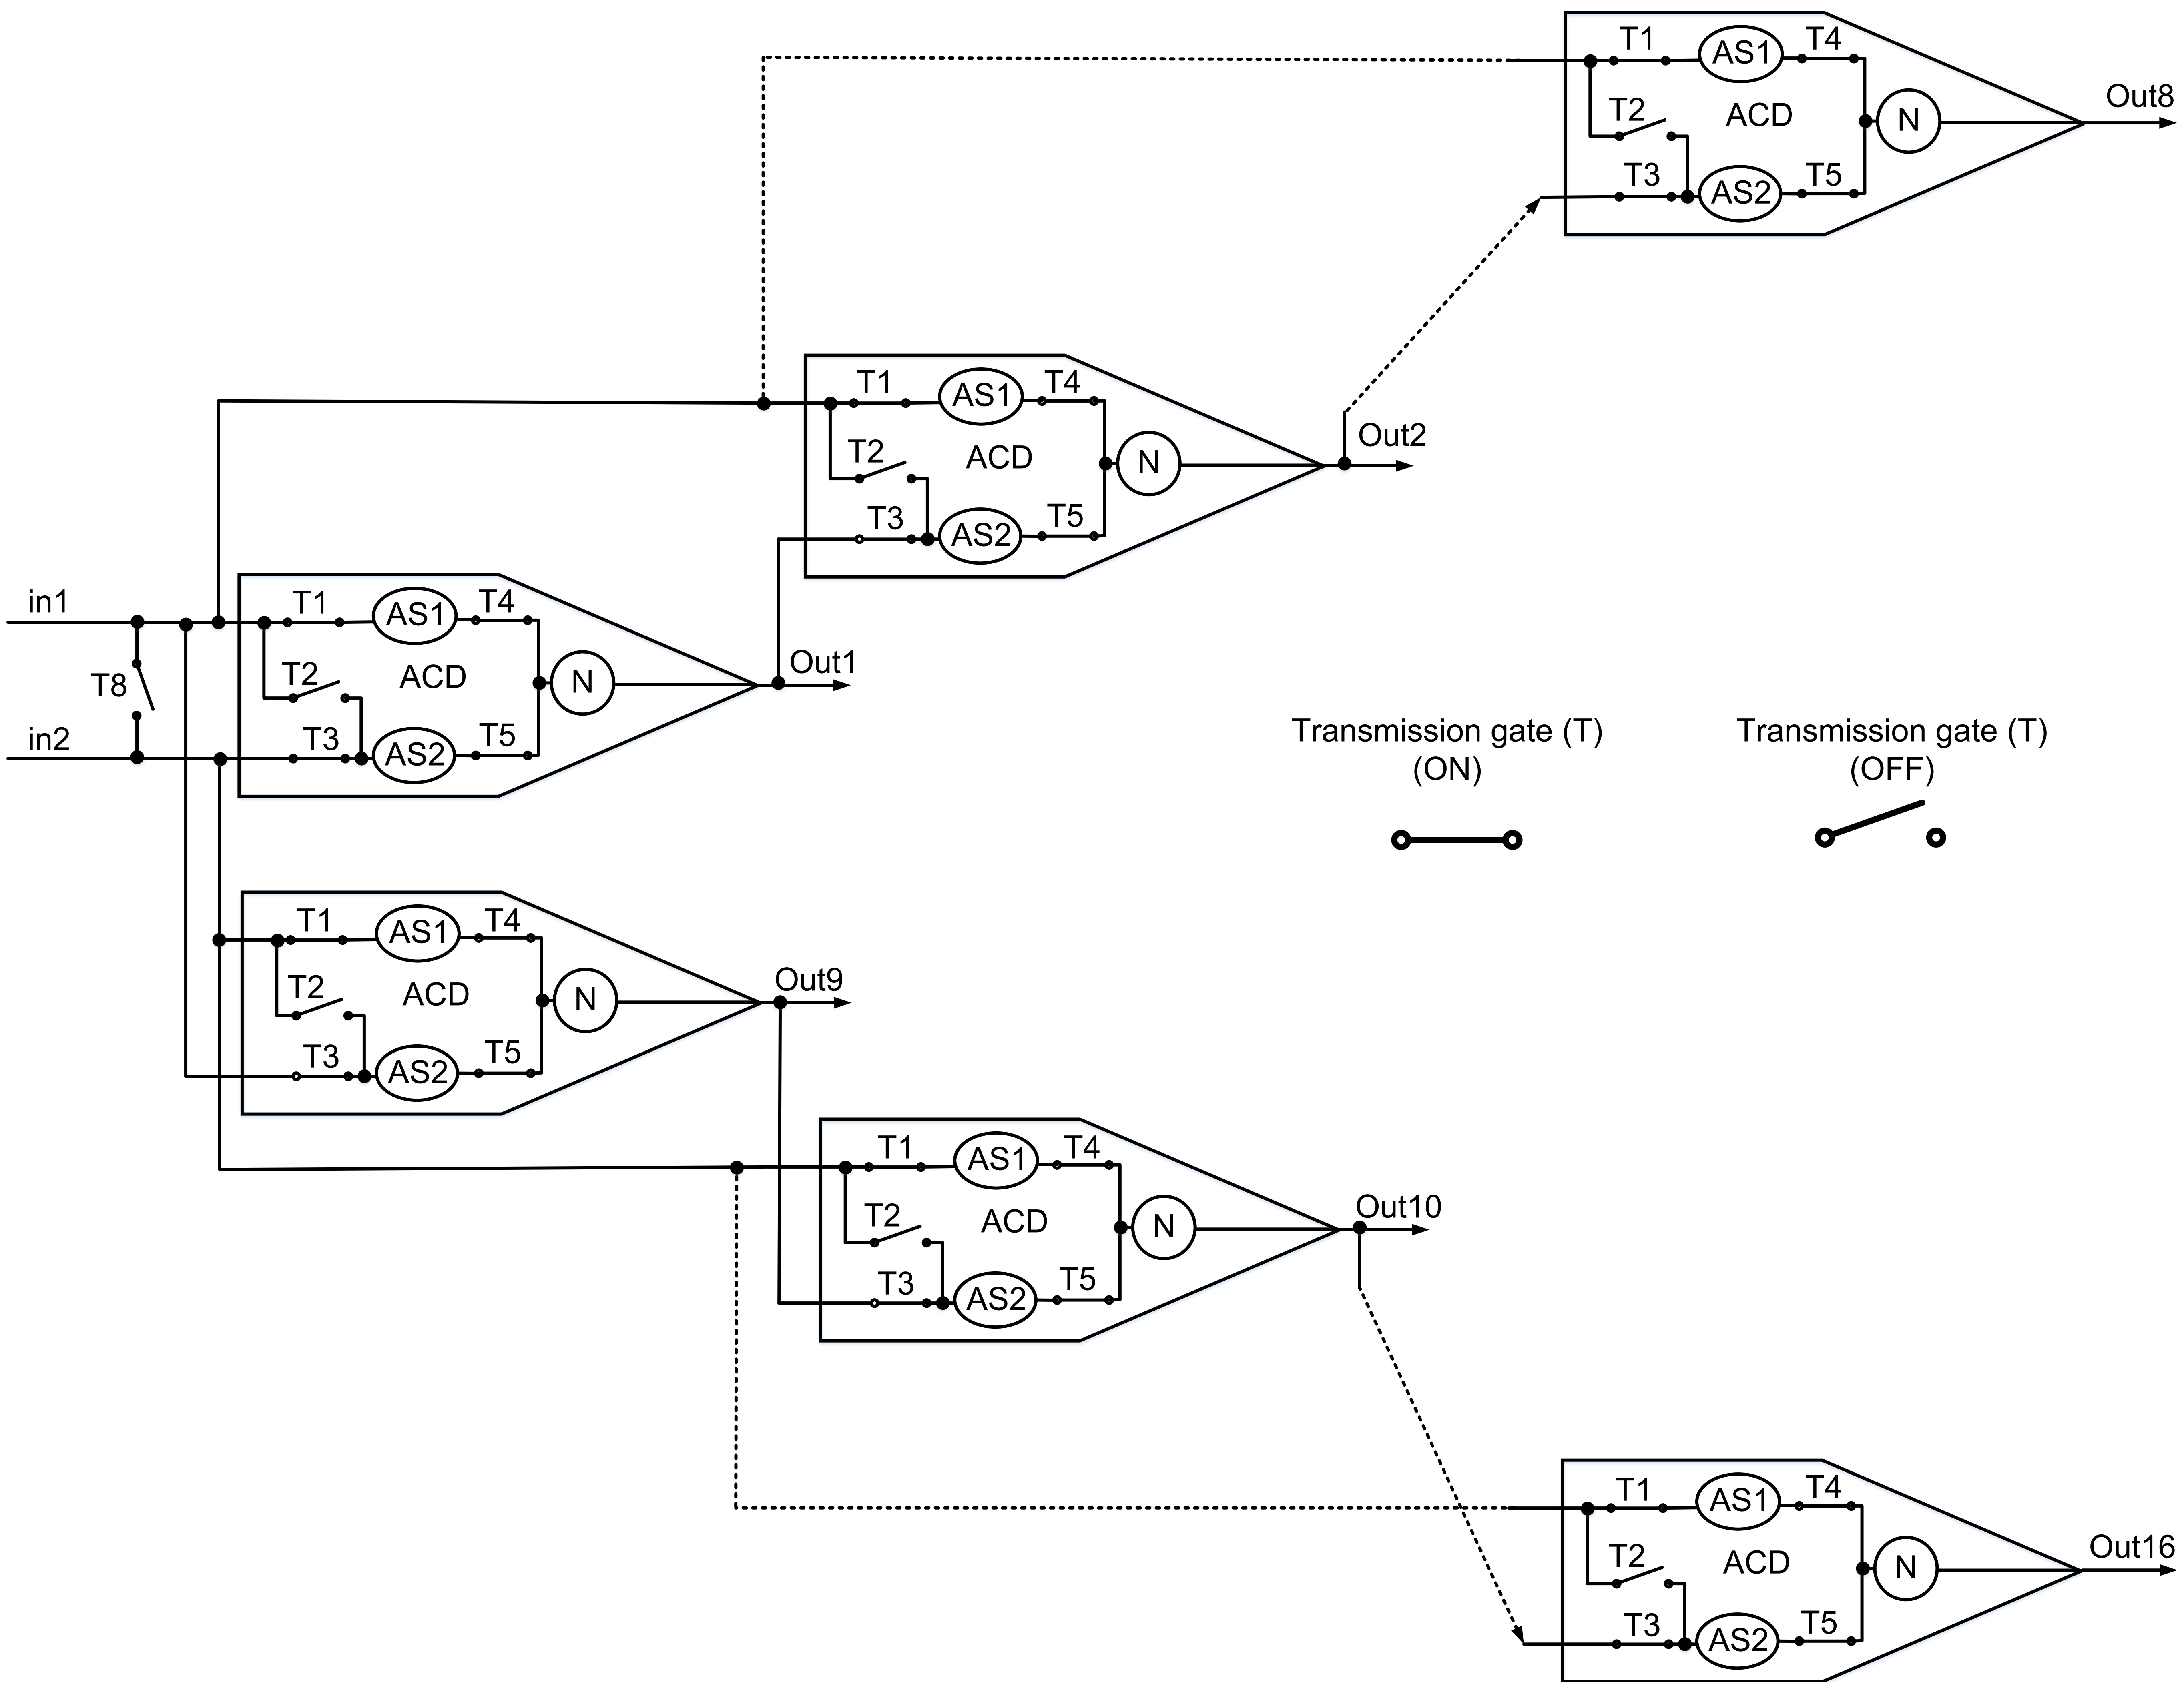 T1
AS1
T4
Out8
T2
ACD
N
T3
AS2
T5
T1
AS1
T4
Out2
T2
ACD
N
T3
AS2
T5
in1
T1
AS1
T4
Out1
T8
T2
ACD
N
in2
T3
AS2
T5
Transmission gate (T)
(ON)
Transmission gate (T)
(OFF)
T1
AS1
T4
Out9
T2
ACD
N
T3
AS2
T5
T1
AS1
T4
Out10
T2
ACD
N
T3
AS2
T5
T1
AS1
T4
Out16
T2
ACD
N
T3
AS2
T5